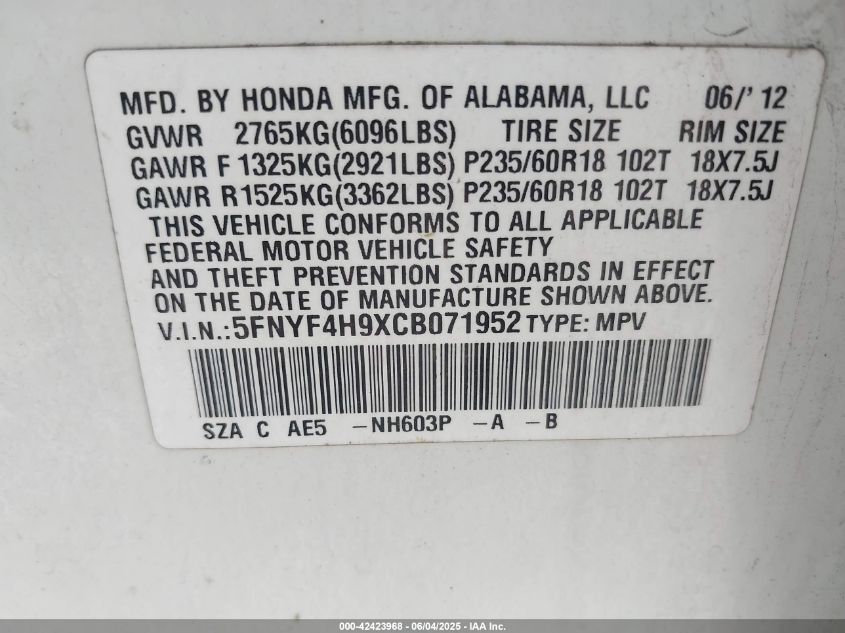 MFD. BY HONDA MFG. OF ALABAMA, LLC 06/' 12
GVWR 2765KG(6096LBS) TIRE SIZE RIM SIZE
GAWR F 1325KG(2921LBS) P235/60R18 102T 18X7.5J
GAWR R1525KG(3362LBS) P235/60R18 102T 18X7.5J
THIS VEHICLE CONFORMS TO ALL APPLICABLE
FEDERAL MOTOR VEHICLE SAFETY
AND THEFT PREVENTION STANDARDS IN EFFECT
ON THE DATE OF MANUFACTURE SHOWN ABOVE.
V.I.N.:5FNYF4H9XCB071952 TYPE: MPV
SZA C AE5 -NH603P -A -B
000-42423968 - 06/04/2025 - IAA Inc.